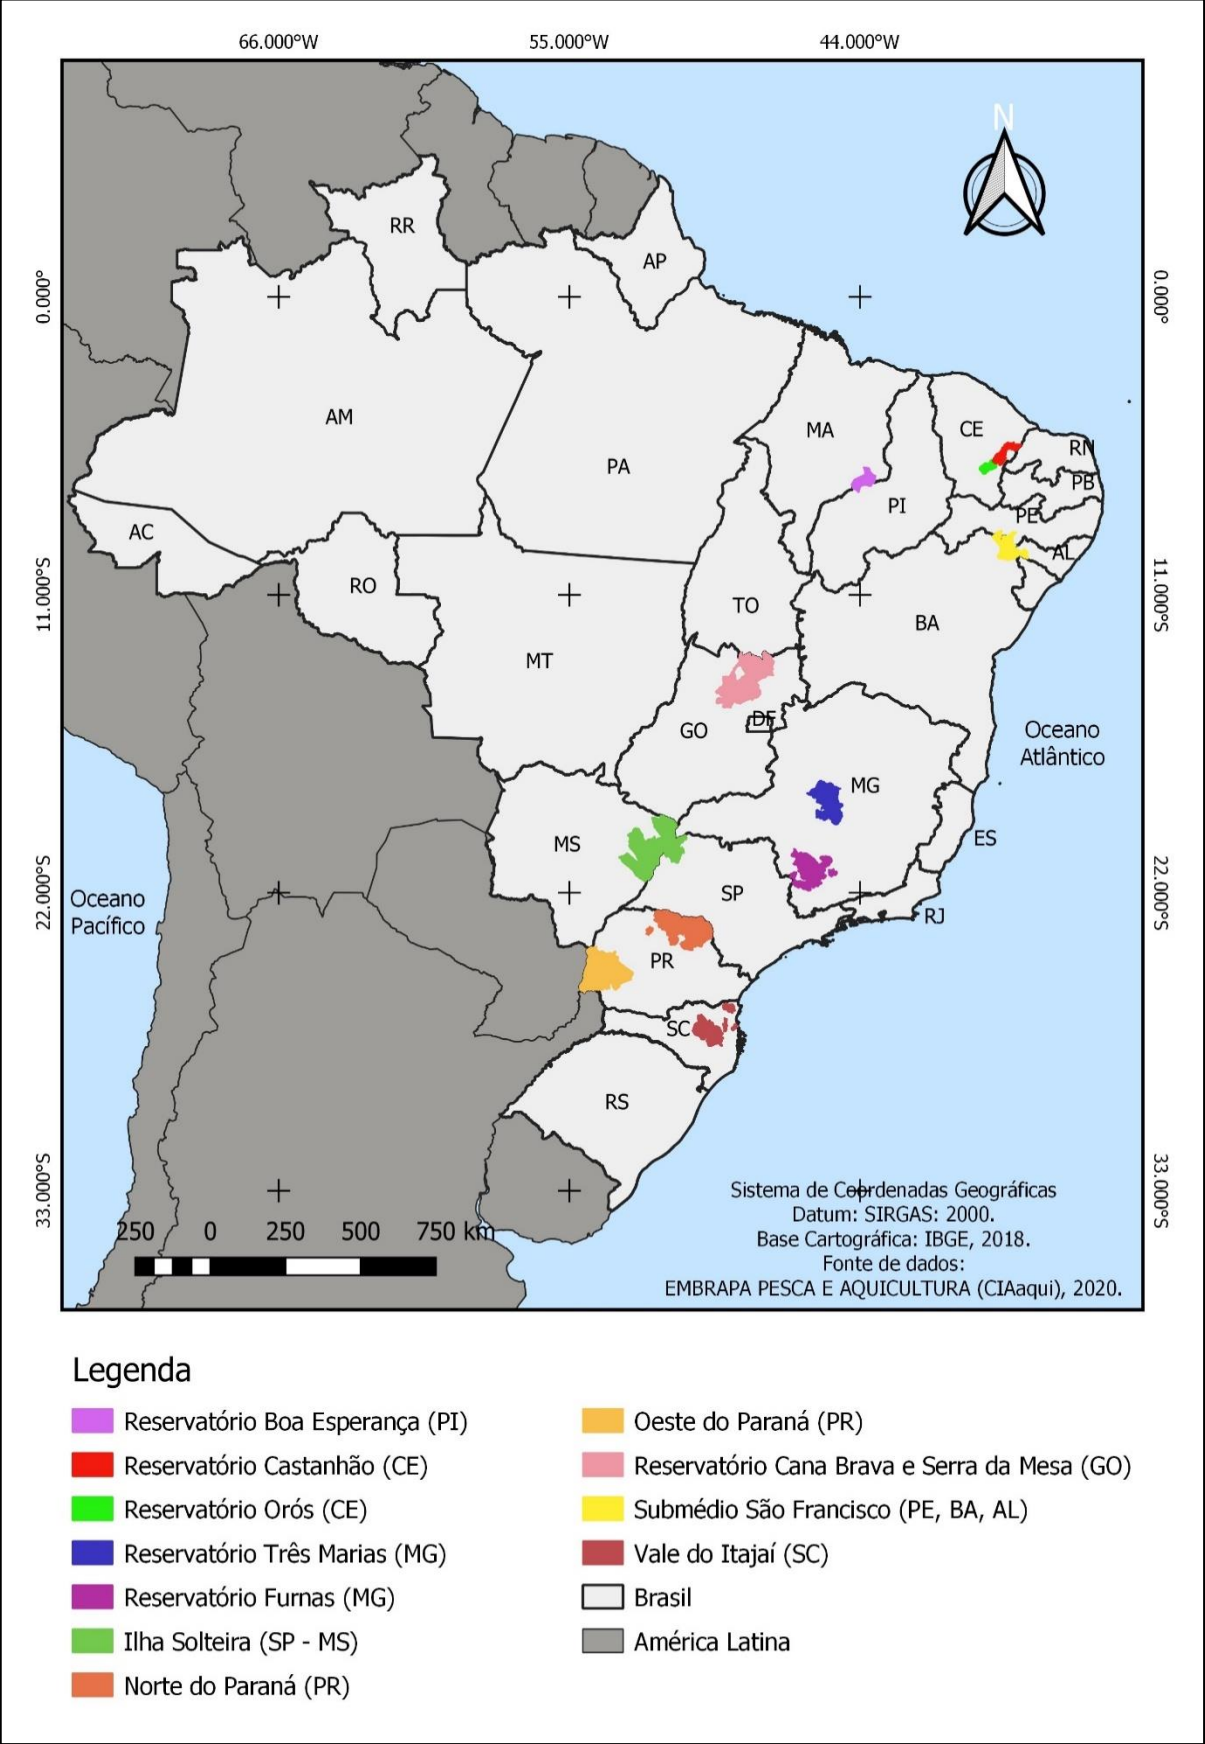 66.000°W 55.000°W 44.000°W
N
RR
AP
0.000°
0.000°
AM
PA
MA
CE
RN
PB
PI
PE
AL
AC
RO
TO
BA
11.000°S
11.000°S
MT
GO
DF
Oceano
Atlântico
MG
MS
ES
SP
22.000°S
22.000°S
Oceano
Pacífico
RJ
PR
SC
RS
33.000°S
33.000°S
Sistema de Coordenadas Geográficas
Datum: SIRGAS: 2000.
Base Cartográfica: IBGE, 2018.
Fonte de dados:
EMBRAPA PESCA E AQUICULTURA (CIAaqui), 2020.
250 0 250 500 750 km
Legenda
Reservatório Boa Esperança (PI)
Reservatório Castanhão (CE)
Reservatório Orós (CE)
Reservatório Três Marias (MG)
Reservatório Furnas (MG)
Ilha Solteira (SP - MS)
Norte do Paraná (PR)
Oeste do Paraná (PR)
Reservatório Cana Brava e Serra da Mesa (GO)
Submédio São Francisco (PE, BA, AL)
Vale do Itajaí (SC)
Brasil
América Latina